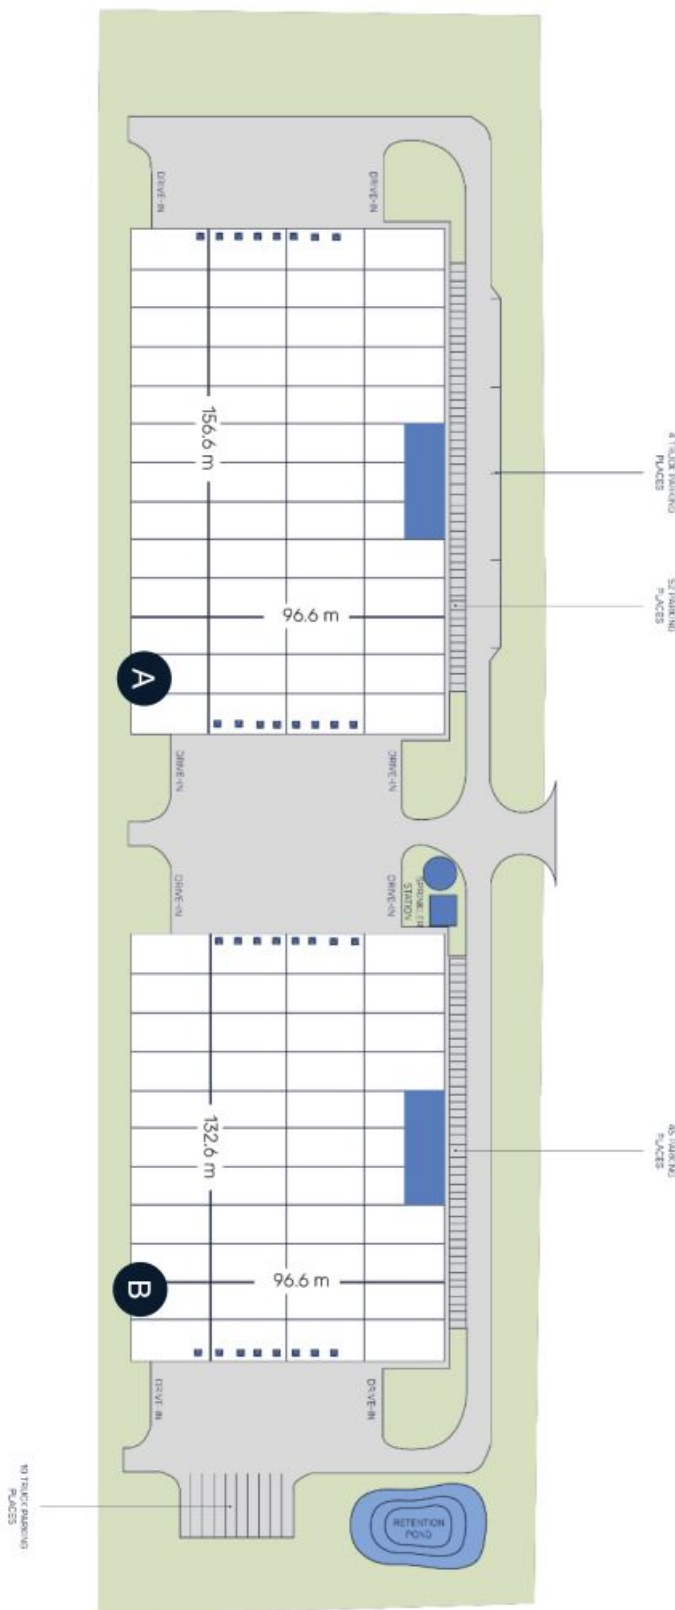 DRIVE-IN
DRIVE-IN
4 TRUCK PARKING
PLACES
156.6 m
52 PARKING
PLACES
96.6 m
A
DRIVE-IN
DRIVE-IN
DRIVE-IN
DRIVE-IN
SPRINKLER
STATION
132.6 m
45 PARKING
PLACES
96.6 m
B
DRIVE-IN
DRIVE-IN
10 TRUCK PARKING
PLACES
RETENTION
POND